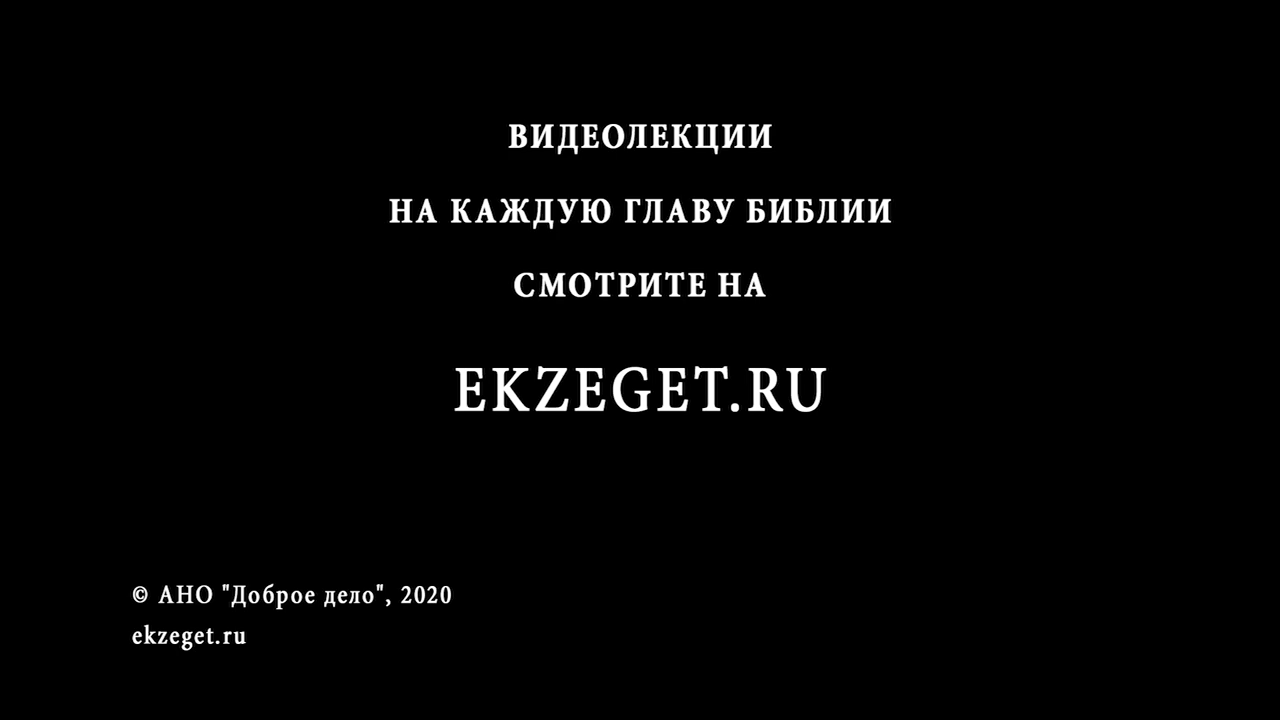 ВИДЕОЛЕКЦИИ
НА КАЖДУЮ ГЛАВУ БИБЛИИ
СМОТРИТЕ НА
EKZEGET.RU
© АНО "Доброе дело", 2020
ekzeget.ru